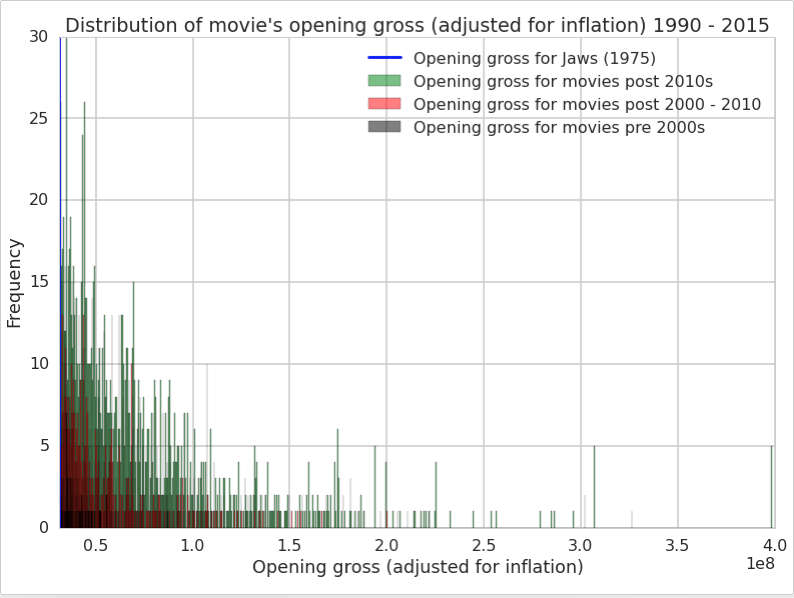 Distribution of movie's opening gross (adjusted for inflation) 1990 - 2015
Opening gross for Jaws (1975)
Opening gross for movies post 2010s
Opening gross for movies post 2000 - 2010
Opening gross for movies pre 2000s
Frequency
30
25
20
15
10
5
0
0.5 1.0 1.5 2.0 2.5 3.0 3.5 4.0
1e8
Opening gross (adjusted for inflation)